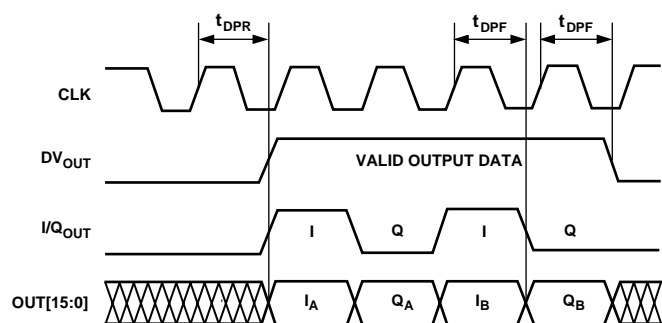 tDPR tDPF tDPF
CLK
DVOUT VALID OUTPUT DATA
I/QOUT I Q I Q
OUT[15:0] IA QA IB QB